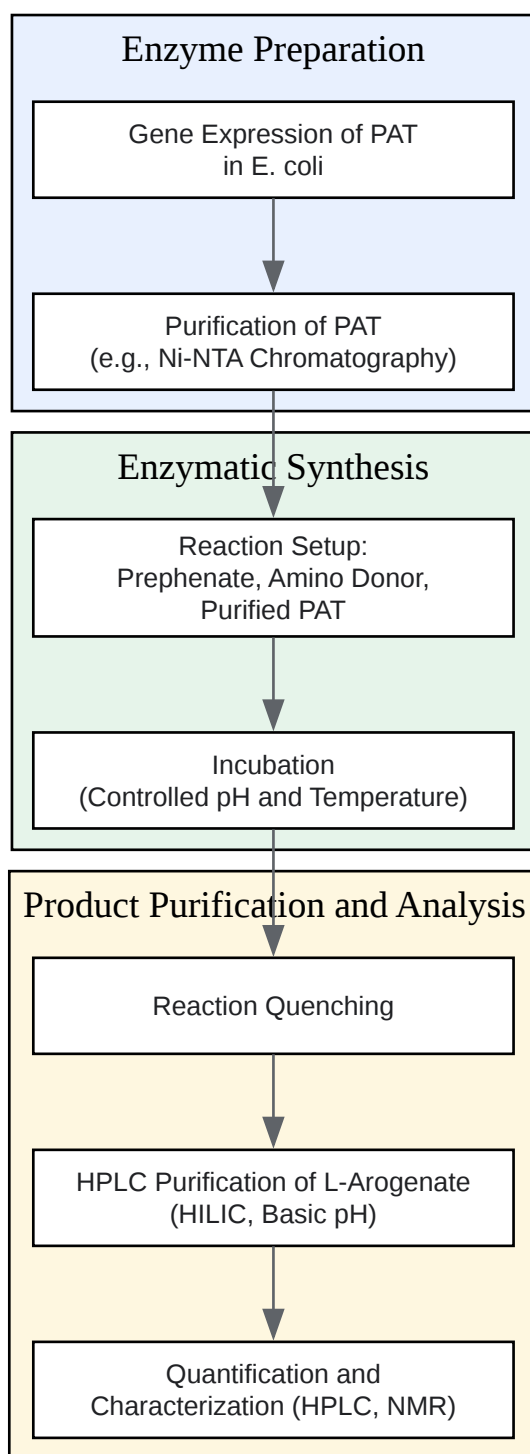 Enzyme Preparation
Gene Expression of PAT
in E. coli
Purification of PAT
(e.g., Ni-NTA Chromatography)
Enzymatic Synthesis
Reaction Setup:
Prephenate, Amino Donor,
Purified PAT
Incubation
(Controlled pH and Temperature)
Product Purification and Analysis
Reaction Quenching
HPLC Purification of L-Arogenate
(HILIC, Basic pH)
Quantification and
Characterization (HPLC, NMR)